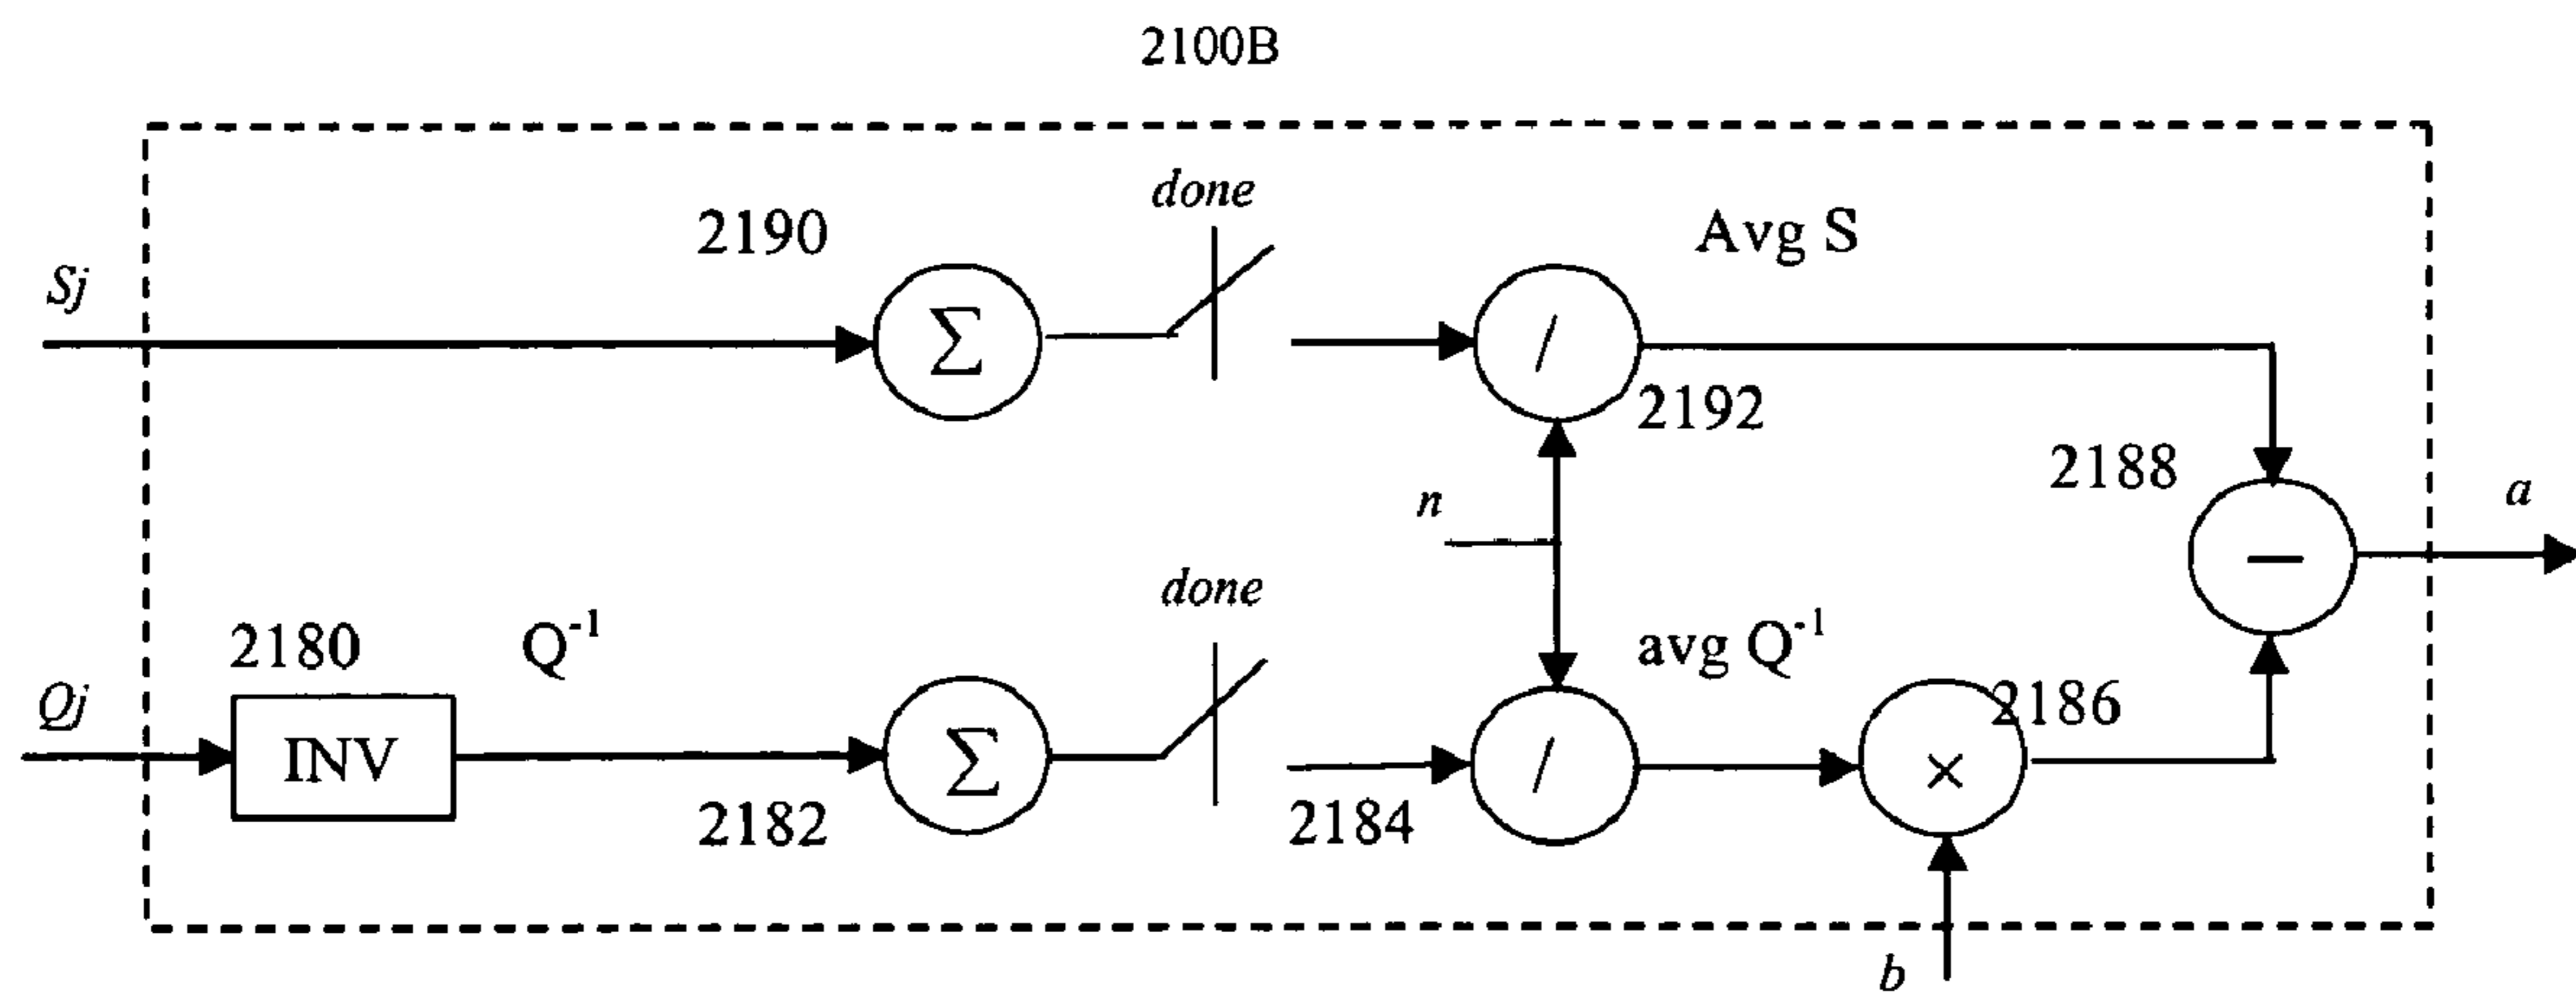 2100B
done
2190
Avg S
Sj
Σ
/
2192
2188
a
n
−
done
2180
Q⁻¹
avg Q⁻¹
2186
Qj
INV
Σ
/
×
2182
2184
b